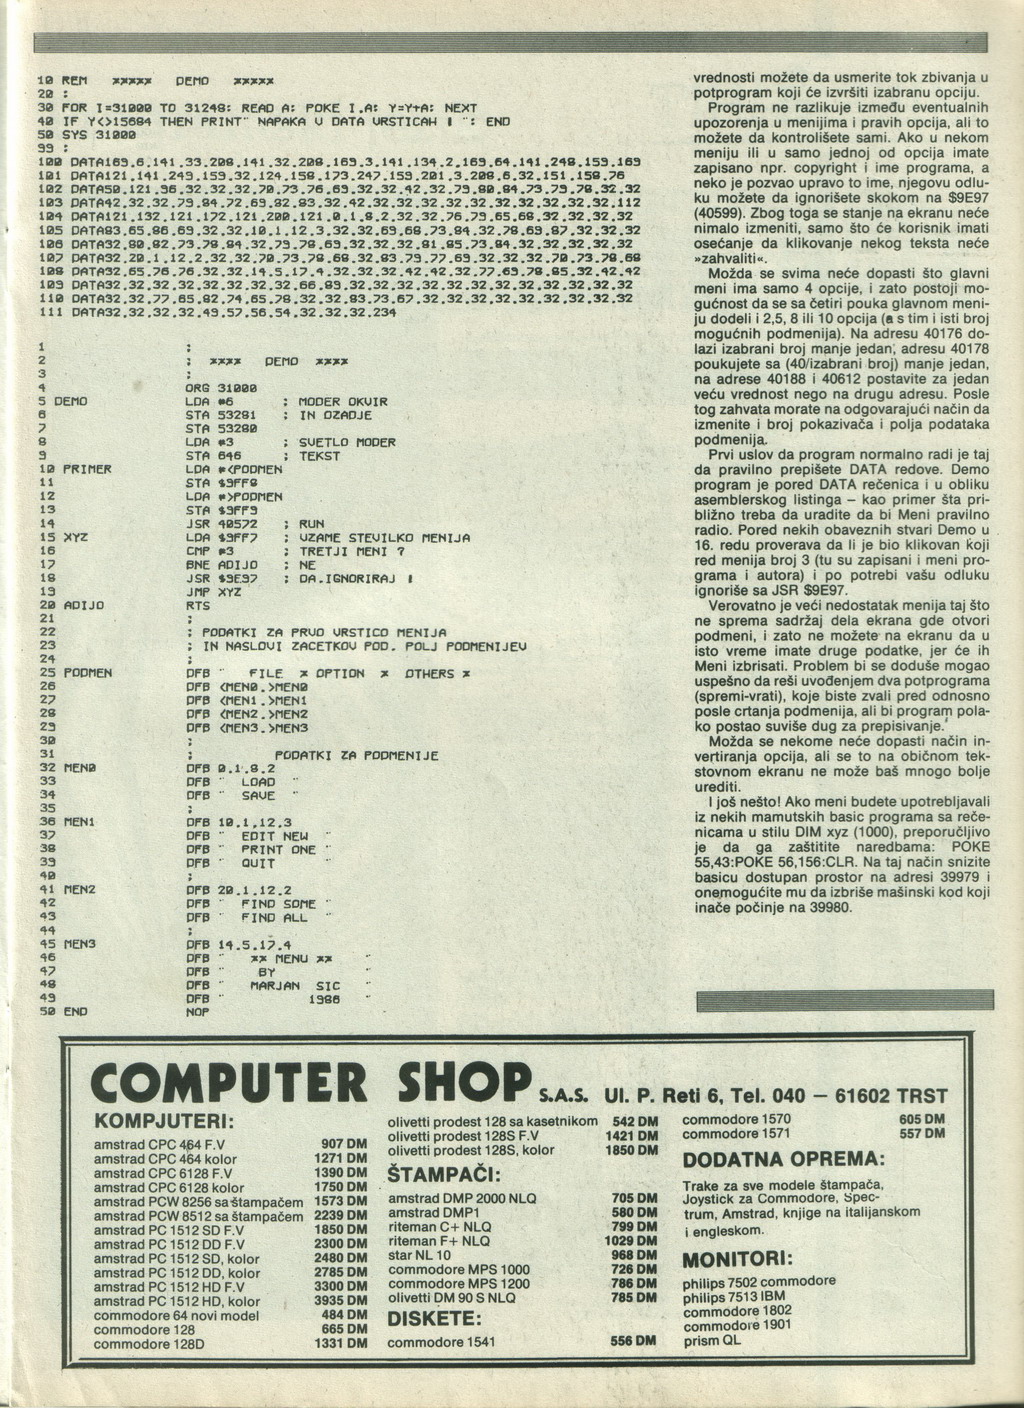 10 REM ***** DEMO *****
20 :
30 FOR I=31000 TO 31248: READ A: POKE I,A: Y=Y+A: NEXT
40 IF Y<>15684 THEN PRINT" NAPAKA V DATA VRSTICAH ! ": END
50 SYS 31000
99 :
100 DATA169,6,141,33,208,141,32,208,169,3,141,134,2,169,64,141,248,159,169
101 DATA121,141,249,159,32,124,158,173,247,159,201,3,208,6,32,151,158,76
102 DATA50,121,96,32,32,32,70,73,76,69,32,32,42,32,79,80,84,73,79,78,32,32
103 DATA42,32,32,79,84,72,69,82,83,32,42,32,32,32,32,32,32,32,32,32,32,112
104 DATA121,132,121,172,121,200,121,0,1,8,2,32,32,76,79,65,68,32,32,32,32
105 DATA83,65,86,69,32,32,10,1,12,3,32,32,69,68,73,84,32,78,69,87,32,32,32
106 DATA32,80,82,73,78,84,32,79,78,69,32,32,32,81,85,73,84,32,32,32,32,32
107 DATA32,20,1,12,2,32,32,70,73,78,68,32,83,79,77,69,32,32,32,70,73,78,68
108 DATA32,65,76,76,32,32,14,5,17,4,32,32,32,42,42,32,77,69,78,85,32,42,42
109 DATA32,32,32,32,32,32,32,66,89,32,32,32,32,32,32,32,32,32,32,32,32,32
110 DATA32,32,77,65,82,74,65,78,32,32,83,73,67,32,32,32,32,32,32,32,32,32
111 DATA32,32,32,32,49,57,56,54,32,32,32,234
1 ;
2 ; **** DEMO ****
3 ;
4 ORG 31000
5 DEMO LDA #6 ; MODER OKVIR
6 STA 53281 ; IN OZADJE
7 STA 53280
8 LDA #3 ; SVETLO MODER
9 STA 646 ; TEKST
10 PRIMER LDA #<PODMEN
11 STA $9FF8
12 LDA #>PODMEN
13 STA $9FF9
14 JSR 40572 ; RUN
15 XYZ LDA $9FF7 ; VZAME STEVILKO MENIJA
16 CMP #3 ; TRETJI MENI ?
17 BNE ADIJO ; NE
18 JSR $9E97 ; DA,IGNORIRAJ !
19 JMP XYZ
20 ADIJO RTS
21 ;
22 ; PODATKI ZA PRVO VRSTICO MENIJA
23 ; IN NASLOVI ZACETKOV POD. POLJ PODMENIJEV
24 ;
25 PODMEN DFB " FILE * OPTION * OTHERS *
26 DFB <MEN0,>MEN0
27 DFB <MEN1,>MEN1
28 DFB <MEN2,>MEN2
29 DFB <MEN3,>MEN3
30 ;
31 ; PODATKI ZA PODMENIJE
32 MEN0 DFB 0,1,8,2
33 DFB " LOAD "
34 DFB " SAVE "
35 ;
36 MEN1 DFB 10,1,12,3
37 DFB " EDIT NEW "
38 DFB " PRINT ONE "
39 DFB " QUIT "
40 ;
41 MEN2 DFB 20,1,12,2
42 DFB " FIND SOME "
43 DFB " FIND ALL "
44 ;
45 MEN3 DFB 14,5,17,4
46 DFB " ** MENU ** "
47 DFB " BY "
48 DFB " MARJAN SIC "
49 DFB " 1986 "
50 END NOP
vrednosti možete da usmerite tok zbivanja u
potprogram koji će izvršiti izabranu opciju.
Program ne razlikuje između eventualnih
upozorenja u menijima i pravih opcija, ali to
možete da kontrolišete sami. Ako u nekom
meniju ili u samo jednoj od opcija imate
zapisano npr. copyright i ime programa, a
neko je pozvao upravo to ime, njegovu odlu-
ku možete da ignorišete skokom na $9E97
(40599). Zbog toga se stanje na ekranu neće
nimalo izmeniti, samo što će korisnik imati
osećanje da klikovanje nekog teksta neće
»zahvaliti«.
Možda se svima neće dopasti što glavni
meni ima samo 4 opcije, i zato postoji mo-
gućnost da se sa četiri pouka glavnom meni-
ju dodeli i 2,5, 8 ili 10 opcija (a s tim i isti broj
mogućnih podmenija). Na adresu 40176 do-
lazi izabrani broj manje jedan, adresu 40178
poukujete sa (40/izabrani broj) manje jedan,
na adrese 40188 i 40612 postavite za jedan
veću vrednost nego na drugu adresu. Posle
tog zahvata morate na odgovarajući način da
izmenite i broj pokazivača i polja podataka
podmenija.
Prvi uslov da program normalno radi je taj
da pravilno prepišete DATA redove. Demo
program je pored DATA rečenica i u obliku
asemblerskog listinga – kao primer šta pri-
bližno treba da uradite da bi Meni pravilno
radio. Pored nekih obaveznih stvari Demo u
16. redu proverava da li je bio klikovan koji
red menija broj 3 (tu su zapisani i meni pro-
grama i autora) i po potrebi vašu odluku
ignoriše sa JSR $9E97.
Verovatno je veći nedostatak menija taj što
ne sprema sadržaj dela ekrana gde otvori
podmeni, i zato ne možete na ekranu da u
isto vreme imate druge podatke, jer će ih
Meni izbrisati. Problem bi se doduše mogao
uspešno da reši uvođenjem dva potprograma
(spremi-vrati), koje biste zvali pred odnosno
posle crtanja podmenija, ali bi program pola-
ko postao suviše dug za prepisivanje.
Možda se nekome neće dopasti način in-
vertiranja opcija, ali se to na običnom tek-
stovnom ekranu ne može baš mnogo bolje
urediti.
I još nešto! Ako meni budete upotrebljavali
iz nekih mamutskih basic programa sa reče-
nicama u stilu DIM xyz (1000), preporučljivo
je da ga zaštitite naredbama: POKE
55,43:POKE 56,156:CLR. Na taj način snizite
basicu dostupan prostor na adresi 39979 i
onemogućite mu da izbriše mašinski kod koji
inače počinje na 39980.
COMPUTER SHOP S.A.S. Ul. P. Reti 6, Tel. 040 – 61602 TRST
KOMPJUTERI:
amstrad CPC 464 F.V 907 DM
amstrad CPC 464 kolor 1271 DM
amstrad CPC 6128 F.V 1390 DM
amstrad CPC 6128 kolor 1750 DM
amstrad PCW 8256 sa štampačem 1573 DM
amstrad PCW 8512 sa štampačem 2239 DM
amstrad PC 1512 SD F.V 1850 DM
amstrad PC 1512 DD F.V 2300 DM
amstrad PC 1512 SD, kolor 2480 DM
amstrad PC 1512 DD, kolor 2785 DM
amstrad PC 1512 HD F.V 3300 DM
amstrad PC 1512 HD, kolor 3935 DM
commodore 64 novi model 484 DM
commodore 128 665 DM
commodore 128D 1331 DM
olivetti prodest 128 sa kasetnikom 542 DM
olivetti prodest 128S F.V 1421 DM
olivetti prodest 128S, kolor 1850 DM
ŠTAMPAČI:
amstrad DMP 2000 NLQ 705 DM
amstrad DMP1 580 DM
riteman C+ NLQ 799 DM
riteman F+ NLQ 1029 DM
star NL 10 968 DM
commodore MPS 1000 726 DM
commodore MPS 1200 786 DM
olivetti DM 90 S NLQ 785 DM
DISKETE:
commodore 1541 556 DM
commodore 1570 605 DM
commodore 1571 557 DM
DODATNA OPREMA:
Trake za sve modele štampača,
Joystick za Commodore, Spec-
trum, Amstrad, knjige na italijanskom
i engleskom.
MONITORI:
philips 7502 commodore
philips 7513 IBM
commodore 1802
commodore 1901
prism QL